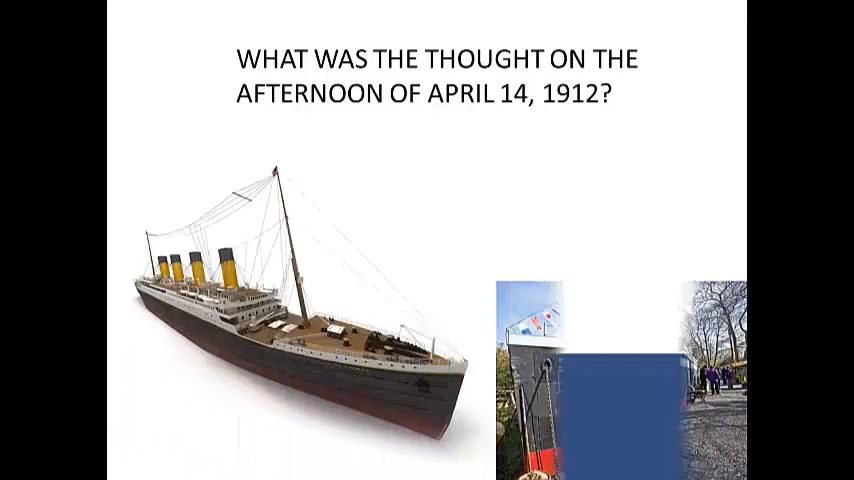 WHAT WAS THE THOUGHT ON THE
AFTERNOON OF APRIL 14, 1912?